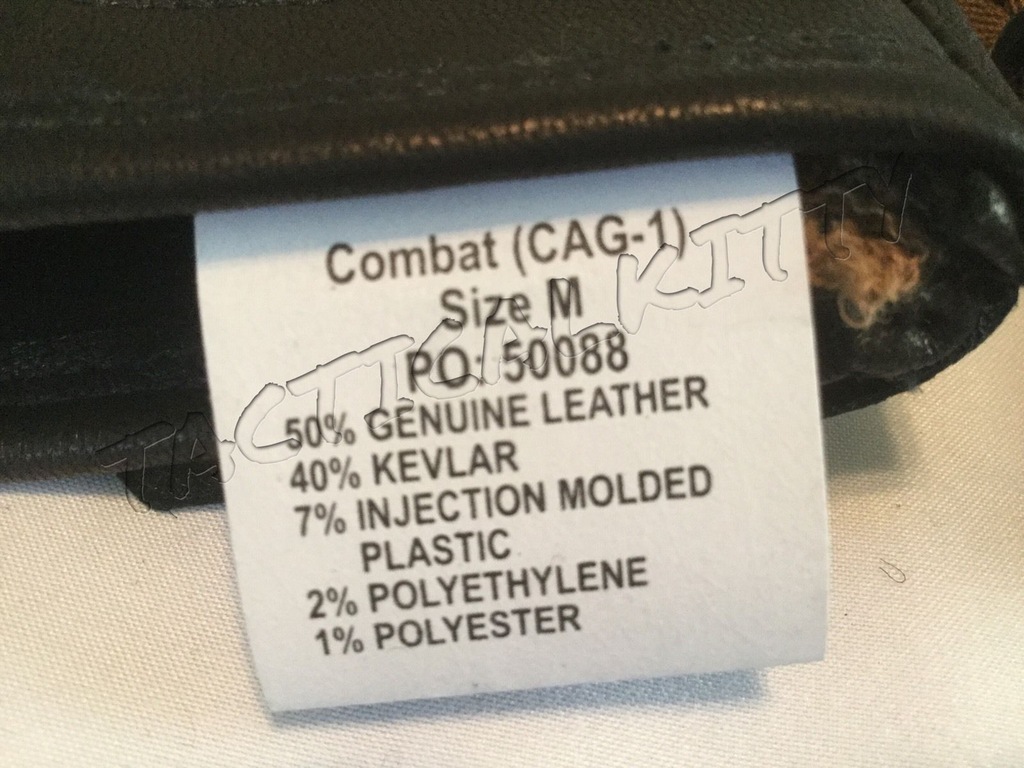 Combat (CAG-1)
Size M
PO: 50088
50% GENUINE LEATHER
40% KEVLAR
7% INJECTION MOLDED
PLASTIC
2% POLYETHYLENE
1% POLYESTER
TACTICAL KITTY